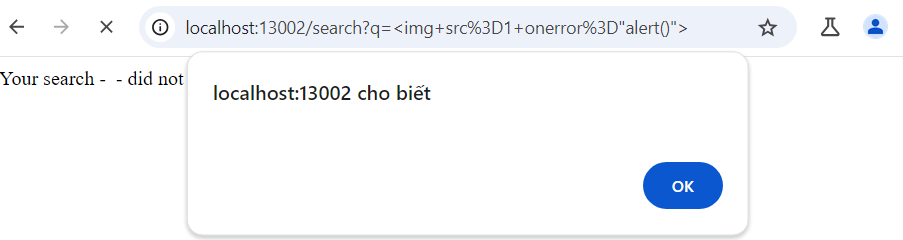 localhost:13002/search?q=<img+src%3D1+onerror%3D"alert()">
Your search - - did not
localhost:13002 cho biết
OK